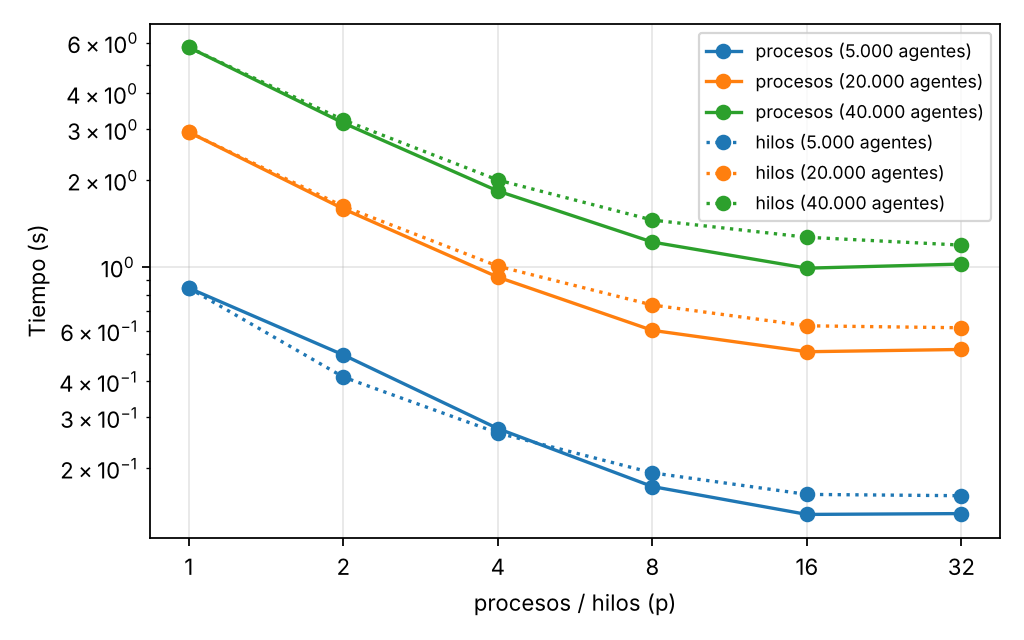 6 × 10⁰
4 × 10⁰
3 × 10⁰
2 × 10⁰
10⁰
6 × 10⁻¹
4 × 10⁻¹
3 × 10⁻¹
2 × 10⁻¹
Tiempo (s)
procesos (5.000 agentes)
procesos (20.000 agentes)
procesos (40.000 agentes)
hilos (5.000 agentes)
hilos (20.000 agentes)
hilos (40.000 agentes)
1 2 4 8 16 32
procesos / hilos (p)